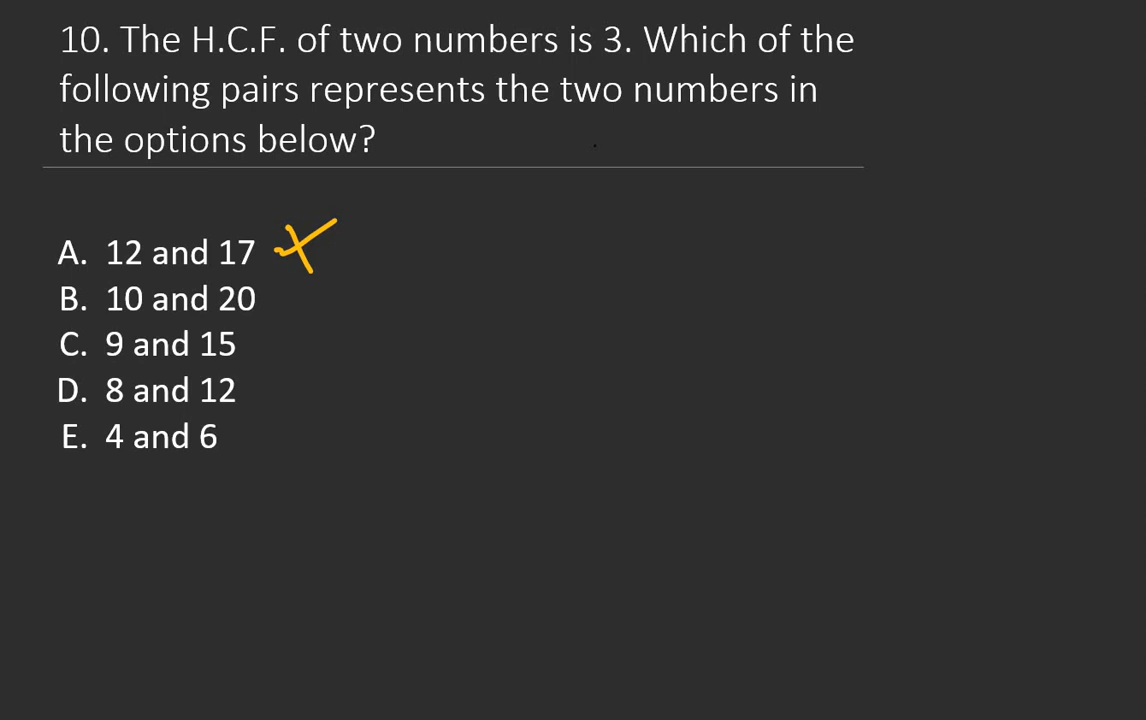 10. The H.C.F. of two numbers is 3. Which of the
following pairs represents the two numbers in
the options below?
A. 12 and 17
B. 10 and 20
C. 9 and 15
D. 8 and 12
E. 4 and 6